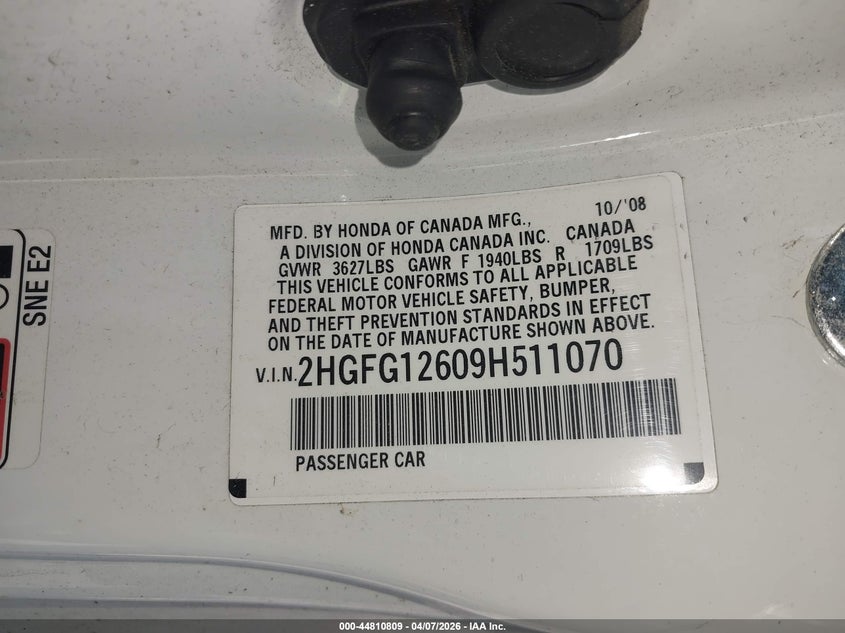 SNE E2
10/'08
MFD. BY HONDA OF CANADA MFG.,
A DIVISION OF HONDA CANADA INC. CANADA
GVWR 3627LBS GAWR F 1940LBS R 1709LBS
THIS VEHICLE CONFORMS TO ALL APPLICABLE
FEDERAL MOTOR VEHICLE SAFETY, BUMPER,
AND THEFT PREVENTION STANDARDS IN EFFECT
ON THE DATE OF MANUFACTURE SHOWN ABOVE.
V.I.N. 2HGFG12609H511070
PASSENGER CAR
000-44810809 - 04/07/2026 - IAA Inc.